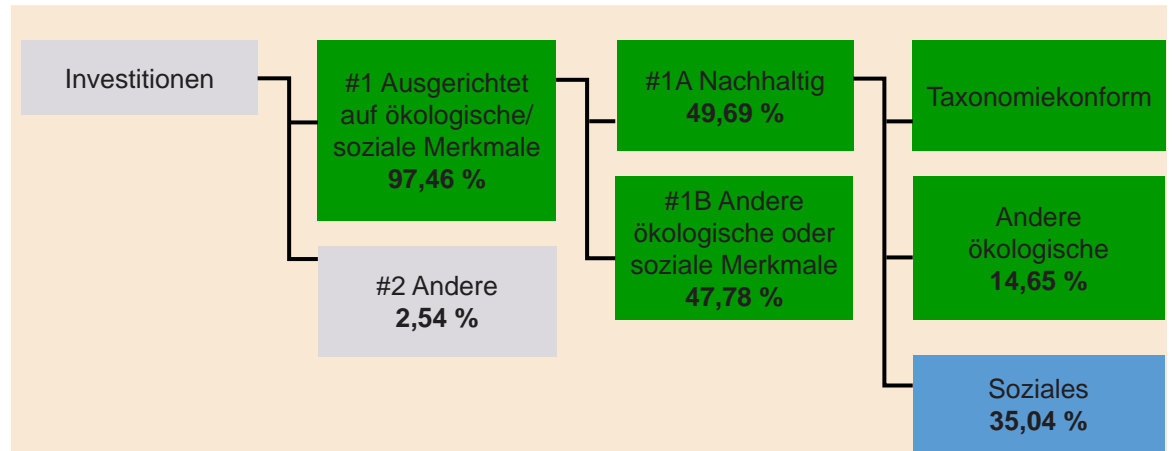 Investitionen
#1 Ausgerichtet
auf ökologische/
soziale Merkmale
97,46 %
#2 Andere
2,54 %
#1A Nachhaltig
49,69 %
#1B Andere
ökologische oder
soziale Merkmale
47,78 %
Taxonomiekonform
Andere
ökologische
14,65 %
Soziales
35,04 %